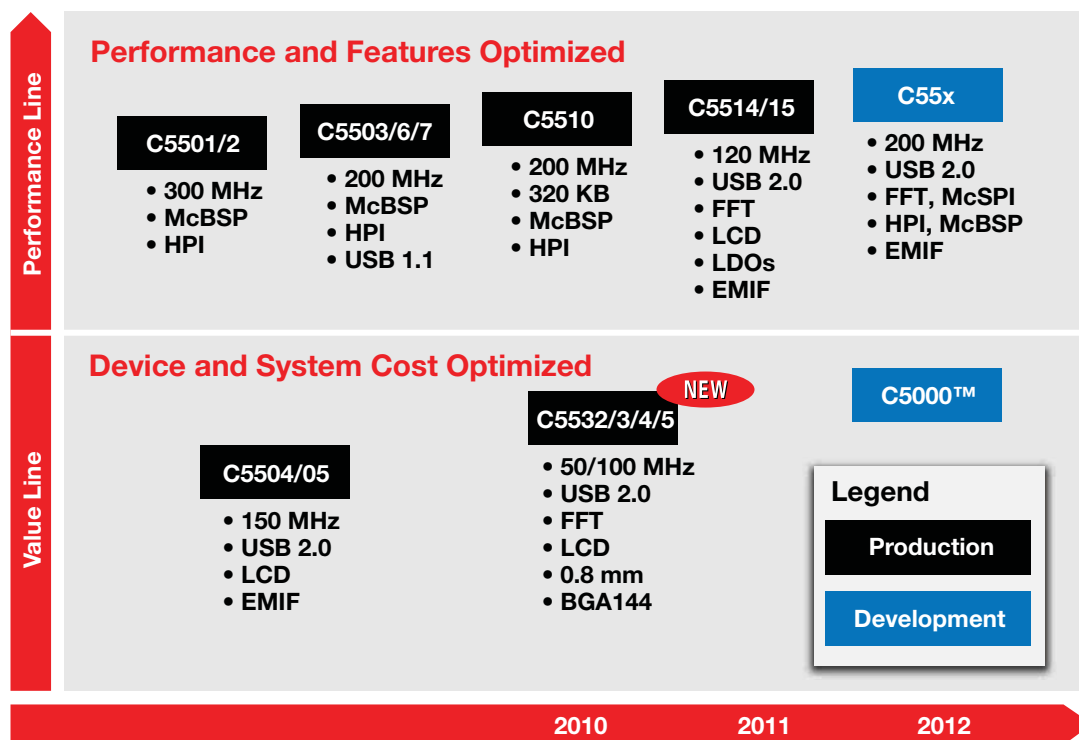 Performance Line
Performance and Features Optimized
C5501/2
• 300 MHz
• McBSP
• HPI
C5503/6/7
• 200 MHz
• McBSP
• HPI
• USB 1.1
C5510
• 200 MHz
• 320 KB
• McBSP
• HPI
C5514/15
• 120 MHz
• USB 2.0
• FFT
• LCD
• LDOs
• EMIF
C55x
• 200 MHz
• USB 2.0
• FFT, McSPI
• HPI, McBSP
• EMIF
Value Line
Device and System Cost Optimized
C5504/05
• 150 MHz
• USB 2.0
• LCD
• EMIF
NEW
C5532/3/4/5
• 50/100 MHz
• USB 2.0
• FFT
• LCD
• 0.8 mm
• BGA144
C5000™
Legend
Production
Development
2010 2011 2012